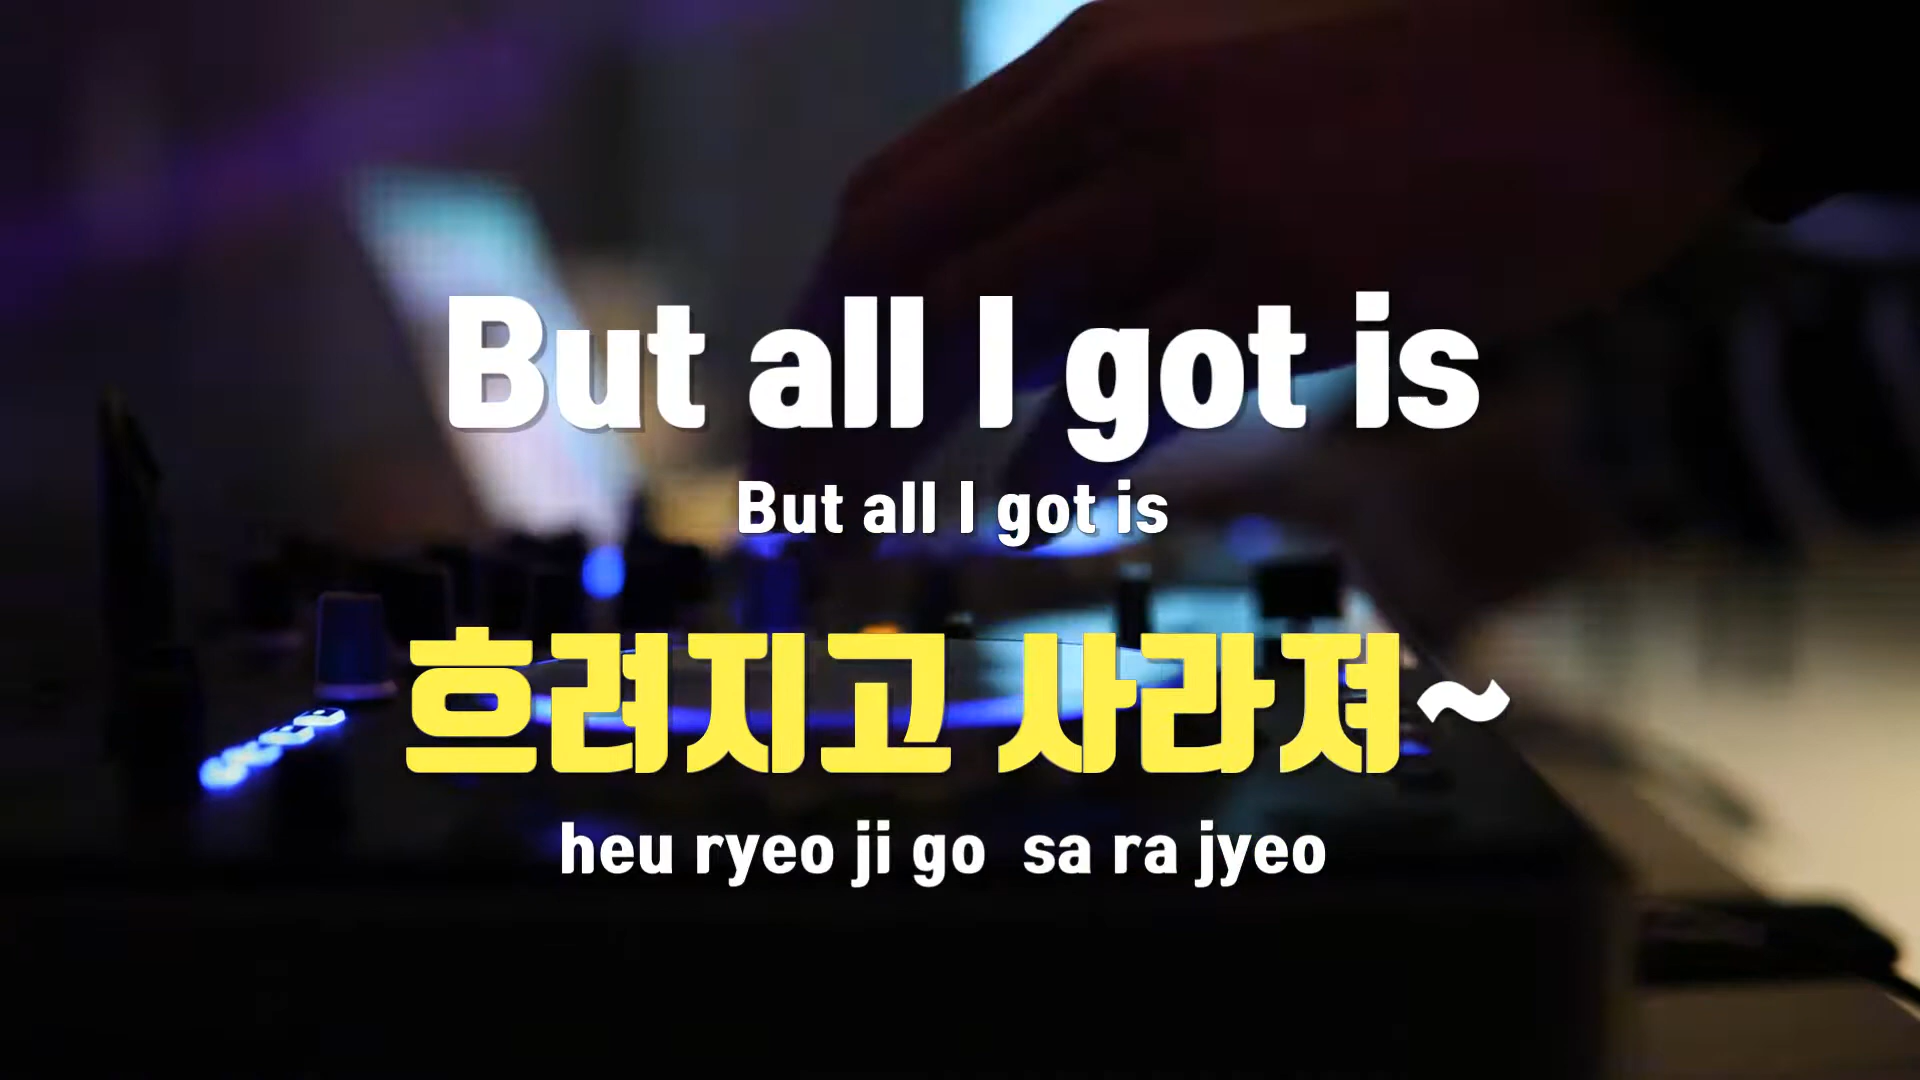 But all I got is
But all I got is
흐려지고 사라져~
heu ryeo ji go sa ra jyeo